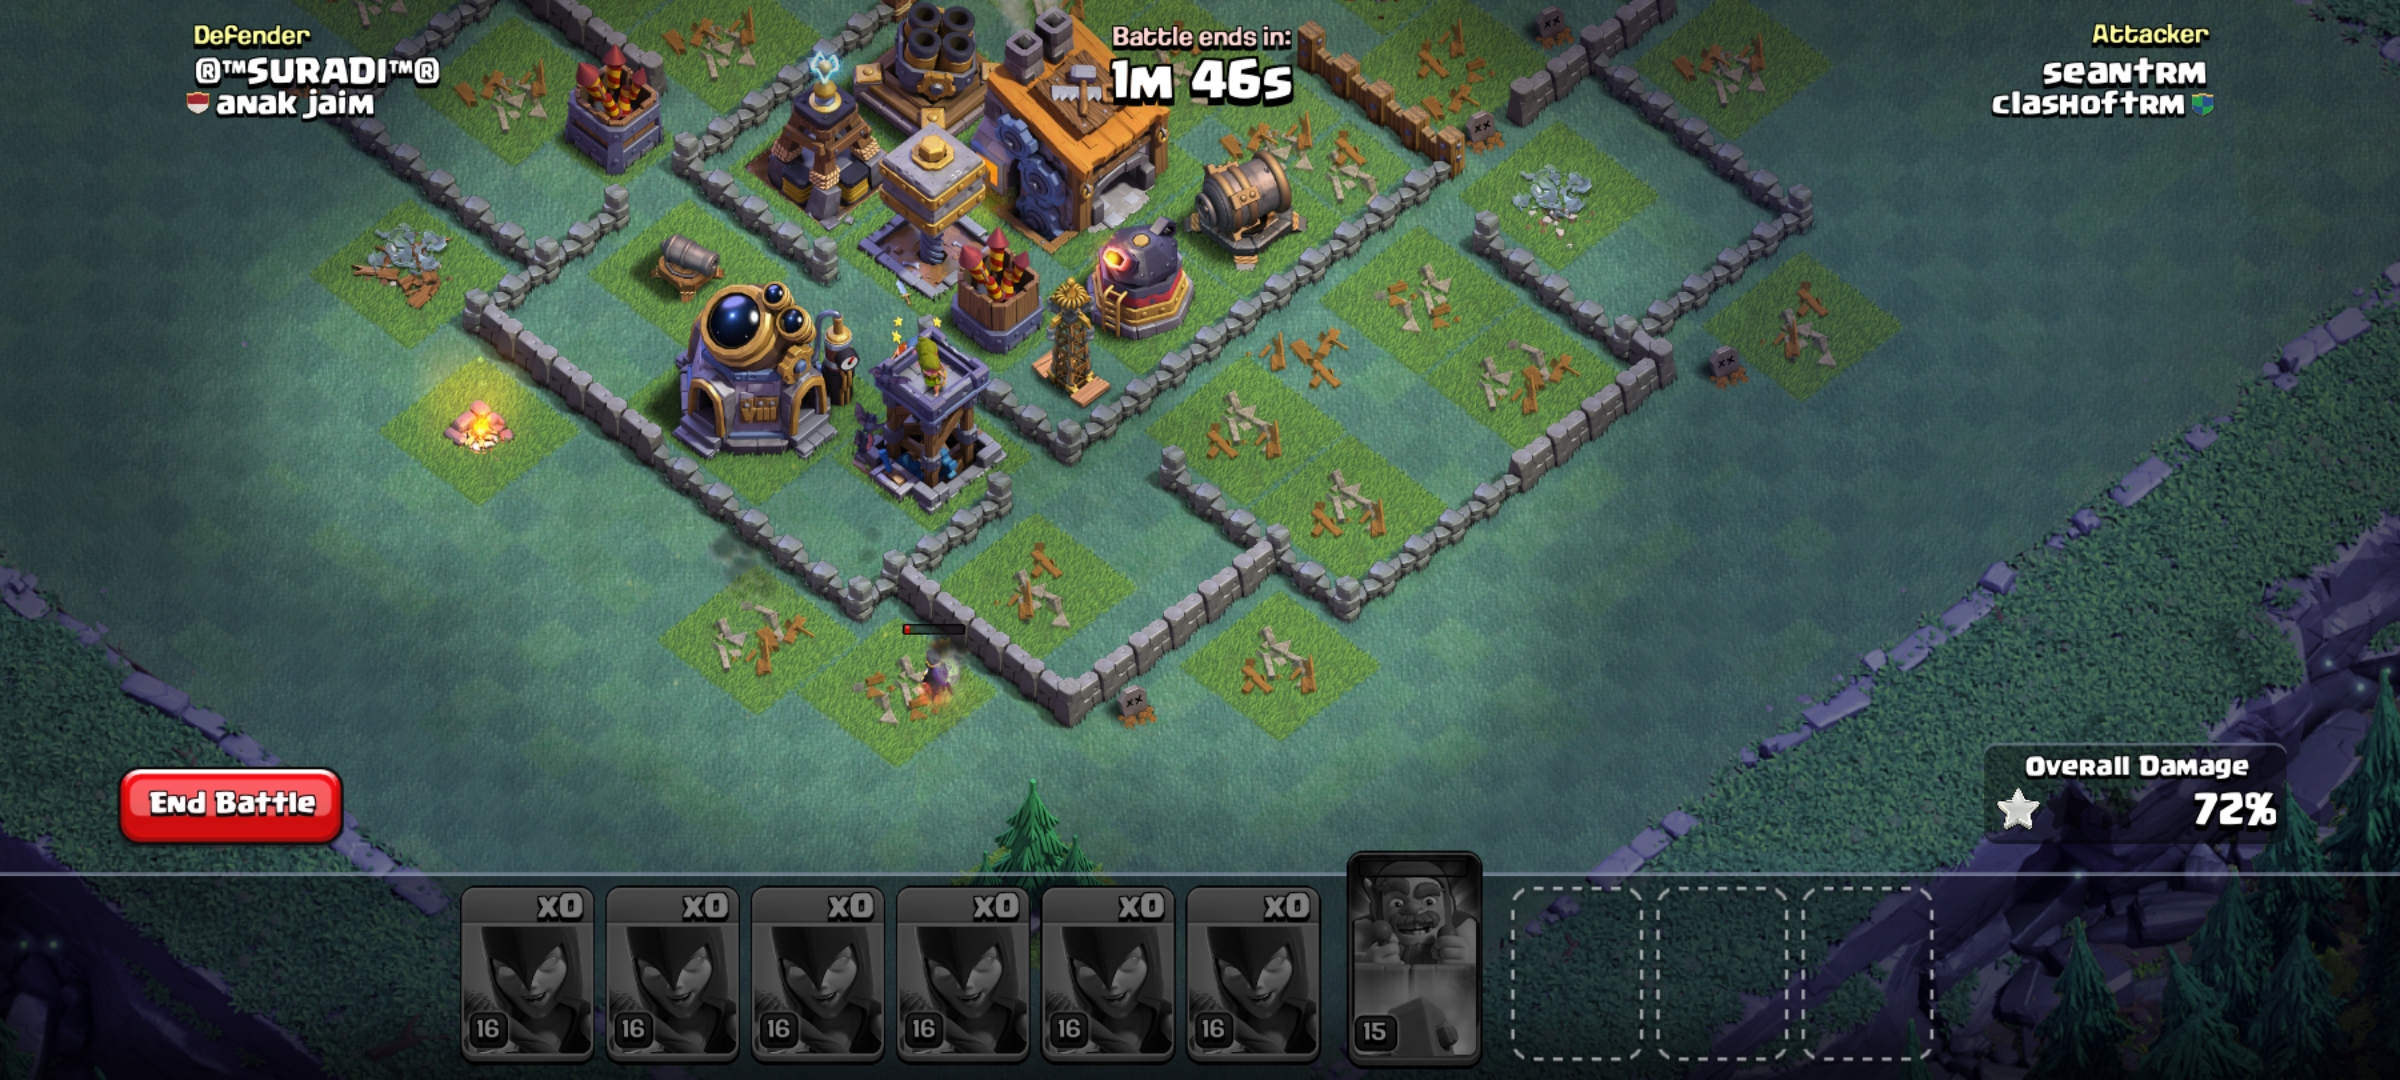 Defender
®™SURADI™®
anak jaim
Battle ends in:
1M 46s
Attacker
seantRM
clashoftRM
VIII
End Battle
Overall Damage
72%
x0
x0
x0
x0
x0
x0
16
16
16
16
16
16
15